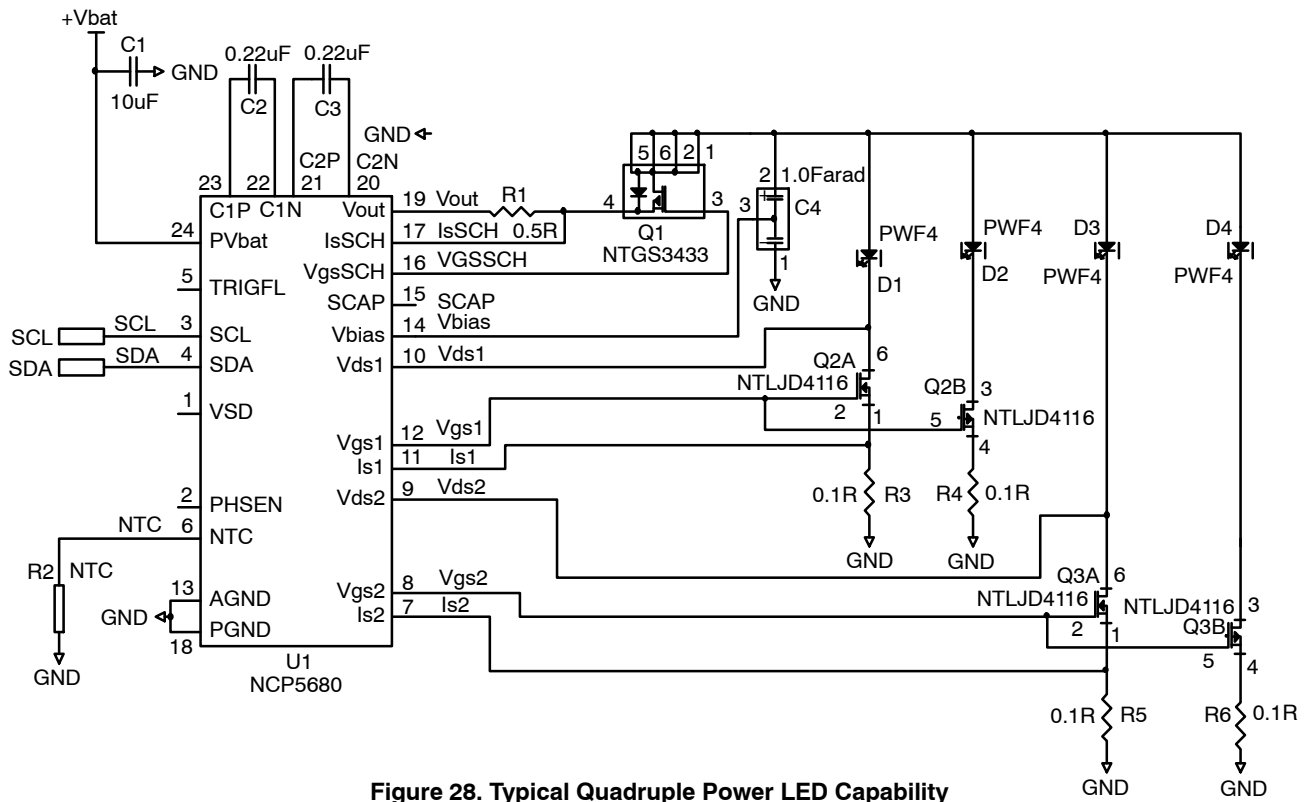 +Vbat
C1
GND
10uF
0.22uF 0.22uF
C2 C3
GND
C2P C2N
23 22 21 20
C1P C1N
24 PVbat
5 TRIGFL
SCL SCL 3 SCL
SDA SDA 4 SDA
1 VSD
2 PHSEN
NTC 6 NTC
R2 NTC
GND
13 AGND
GND
18 PGND
U1
NCP5680
Vout 19 Vout
R1
0.5R
IsSCH 17 IsSCH
VgsSCH 16 VGSSCH
SCAP 15 SCAP
Vbias 14 Vbias
Vds1 10 Vds1
Vgs1 12 Vgs1
Is1 11 Is1
Vds2 9 Vds2
Vgs2 8 Vgs2
Is2 7 Is2
5 6 2 1
4 3
Q1
NTGS3433
2 1.0Farad
+
3 C4
1
GND
PWF4
D1
PWF4
D2
D3
PWF4
D4
PWF4
Q2A 6
NTLJD4116
2 1
Q2B 3
NTLJD4116
5 4
0.1R R3
GND
R4 0.1R
GND
Q3A 6
NTLJD4116
2 1
NTLJD4116 3
Q3B
5 4
0.1R R5
GND
R6 0.1R
GND
Figure 28. Typical Quadruple Power LED Capability